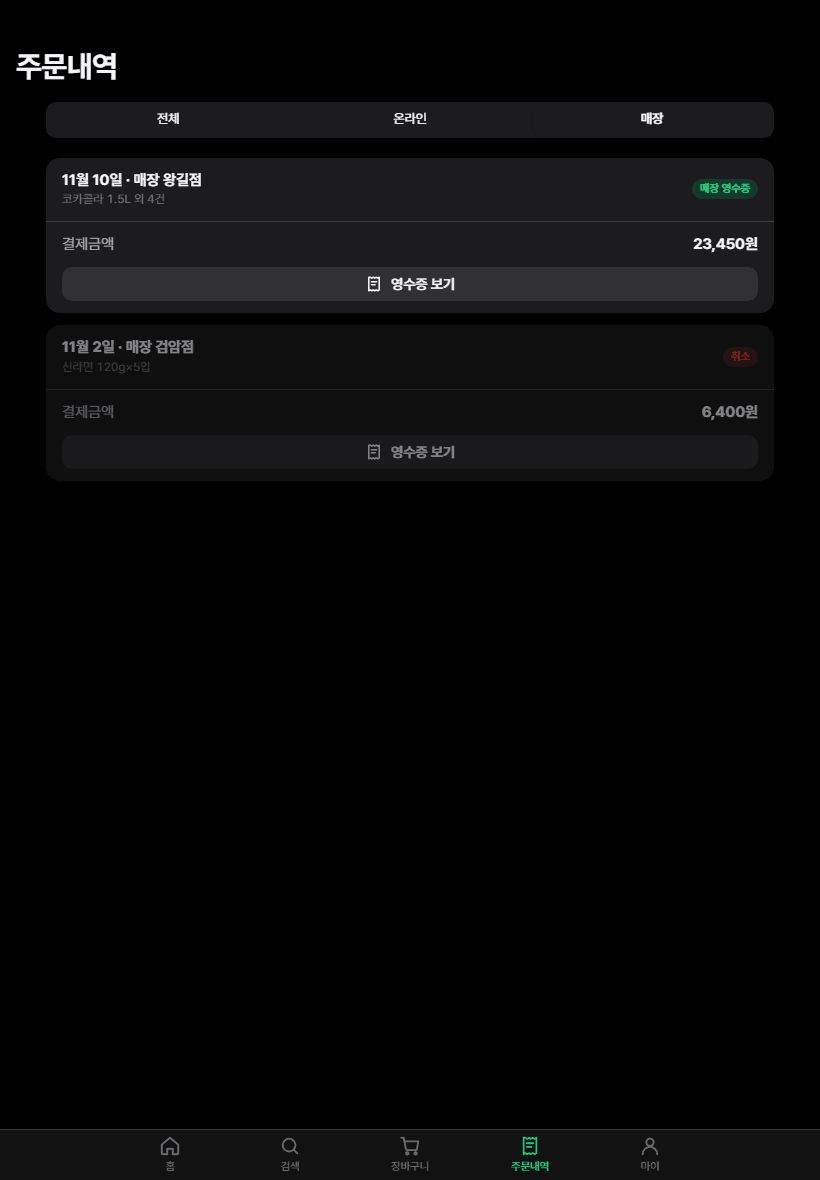 주문내역
전체 온라인 매장
11월 10일 · 매장 왕길점
코카콜라 1.5L 외 4건
매장 영수증
결제금액 23,450원
영수증 보기
11월 2일 · 매장 검암점
신라면 120g×5입
취소
결제금액 6,400원
영수증 보기
홈 검색 장바구니 주문내역 마이